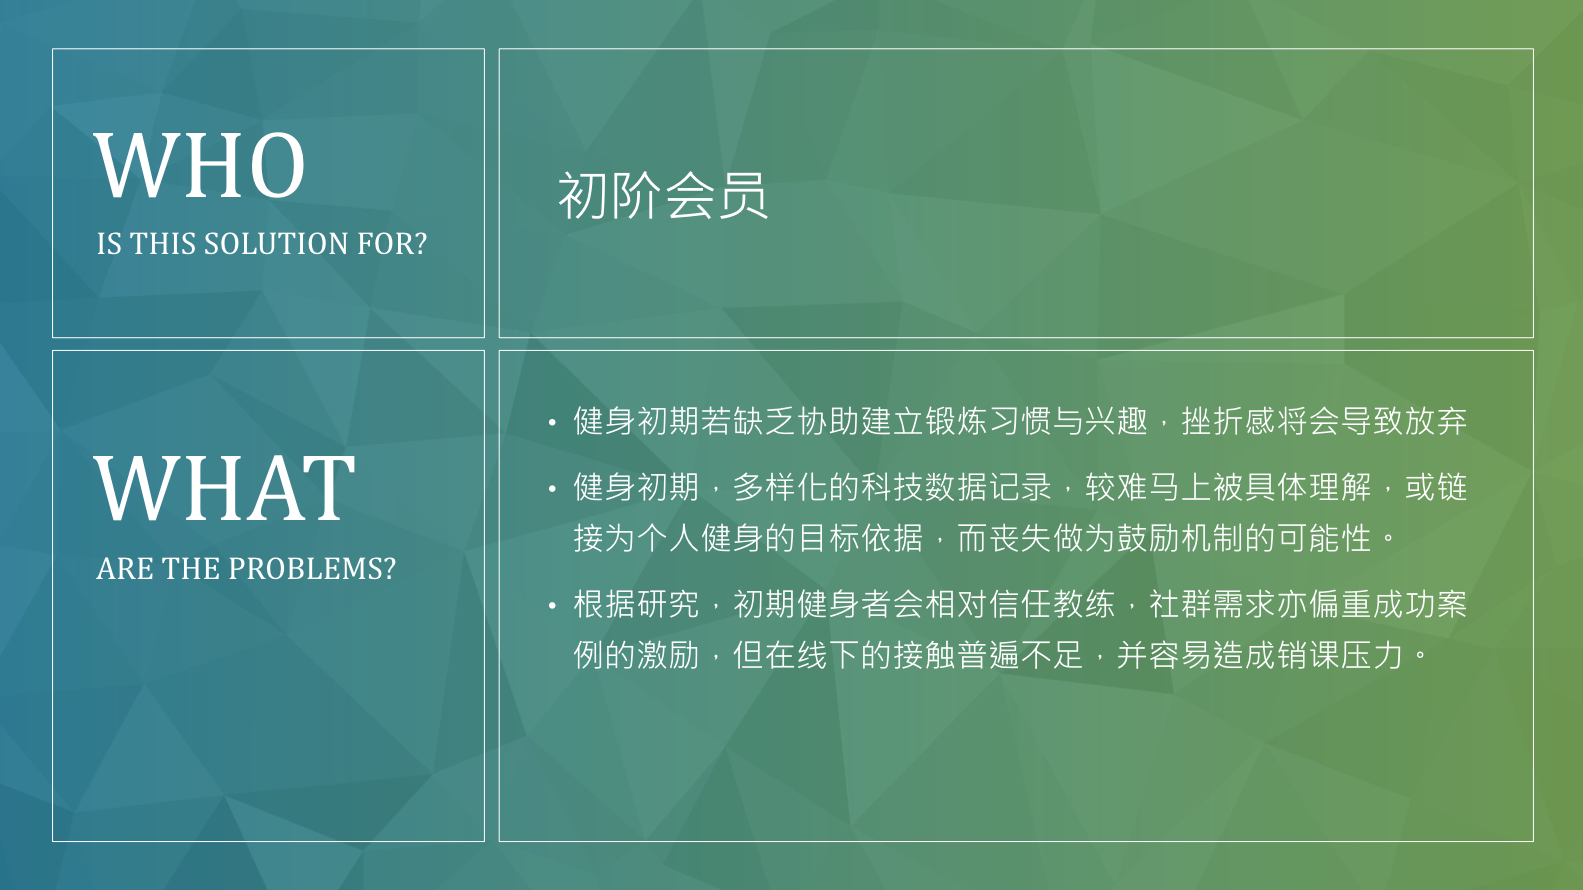 WHO
IS THIS SOLUTION FOR?
初阶会员
WHAT
ARE THE PROBLEMS?
• 健身初期若缺乏协助建立锻炼习惯与兴趣，挫折感将会导致放弃
• 健身初期，多样化的科技数据记录，较难马上被具体理解，或链
接为个人健身的目标依据，而丧失做为鼓励机制的可能性。
• 根据研究，初期健身者会相对信任教练，社群需求亦偏重成功案
例的激励，但在线下的接触普遍不足，并容易造成销课压力。